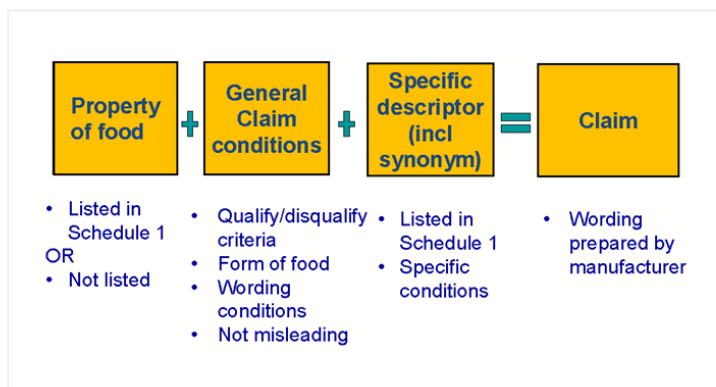 Property
of food
+
General
Claim
conditions
+
Specific
descriptor
(incl
synonym)
=
Claim
• Listed in
Schedule 1
OR
• Not listed
• Qualify/disqualify
criteria
• Form of food
• Wording
conditions
• Not misleading
• Listed in
Schedule 1
• Specific
conditions
• Wording
prepared by
manufacturer